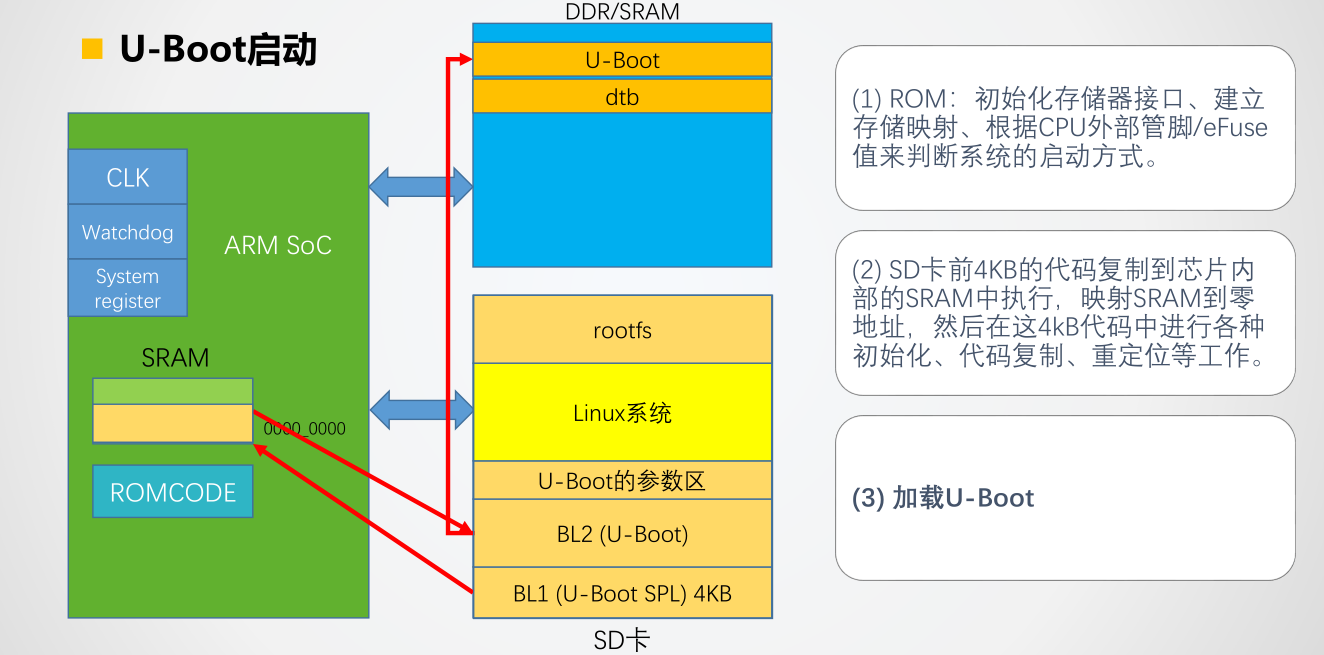 U-Boot启动
DDR/SRAM
U-Boot
dtb
CLK
Watchdog
System
register
ARM SoC
SRAM
0000_0000
ROMCODE
rootfs
Linux系统
U-Boot的参数区
BL2 (U-Boot)
BL1 (U-Boot SPL) 4KB
SD卡
(1) ROM：初始化存储器接口、建立
存储映射、根据CPU外部管脚/eFuse
值来判断系统的启动方式。
(2) SD卡前4KB的代码复制到芯片内
部的SRAM中执行，映射SRAM到零
地址，然后在这4kB代码中进行各种
初始化、代码复制、重定位等工作。
(3) 加载U-Boot